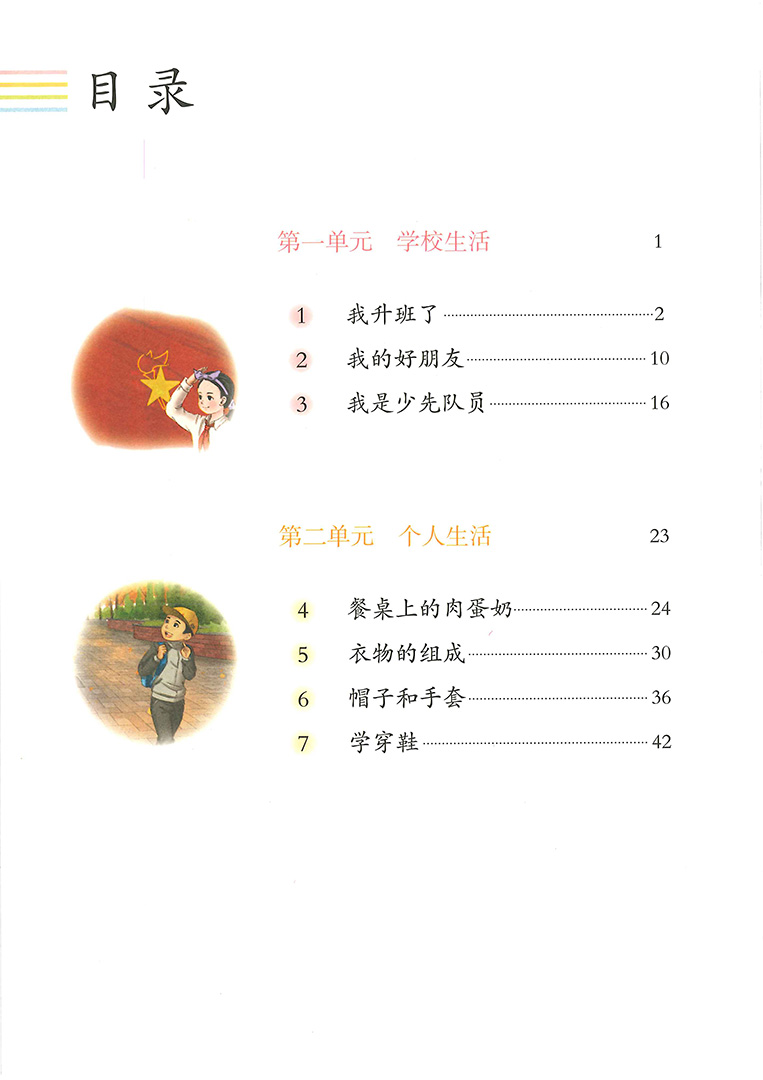 目录
第一单元 学校生活 1
1 我升班了 2
2 我的好朋友 10
3 我是少先队员 16
第二单元 个人生活 23
4 餐桌上的肉蛋奶 24
5 衣物的组成 30
6 帽子和手套 36
7 学穿鞋 42